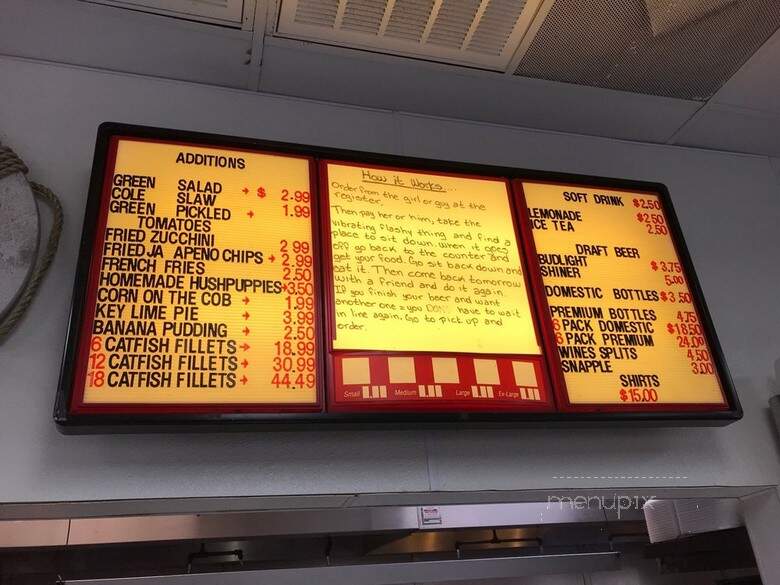 ADDITIONS
GREEN SALAD → $ 2.99
COLE SLAW 1.99
GREEN PICKLED →
TOMATOES
FRIED ZUCCHINI 2 99
FRIED JA APENO CHIPS → 2.99
FRENCH FRIES 2.50
HOMEMADE HUSHPUPPIES → 3.50
CORN ON THE COB → 1.99
KEY LIME PIE → 3.99
BANANA PUDDING → 2.50
6 CATFISH FILLETS → 18.99
12 CATFISH FILLETS → 30.99
18 CATFISH FILLETS → 44.49
How it Works...
Order from the girl or guy at the
register.
Then pay her or him, take the
vibrating flashy thing and find a
place to sit down. When it goes
off go back to the counter and
get your food. Go sit back down and
eat it. Then come back tomorrow
with a friend and do it again.
If you finish your beer and want
another one = you DONT have to wait
in line again. Go to pick up and
order.
Small Medium Large Ex-Large
SOFT DRINK $2.50
LEMONADE $2 50
ICE TEA 2.50
DRAFT BEER
BUDLIGHT $ 3.75
SHINER 5.00
DOMESTIC BOTTLES $3 50
PREMIUM BOTTLES 4.75
6 PACK DOMESTIC $18.50
6 PACK PREMIUM 24.00
WINES SPLITS 4.50
SNAPPLE 3.00
SHIRTS
$15.00
menupix